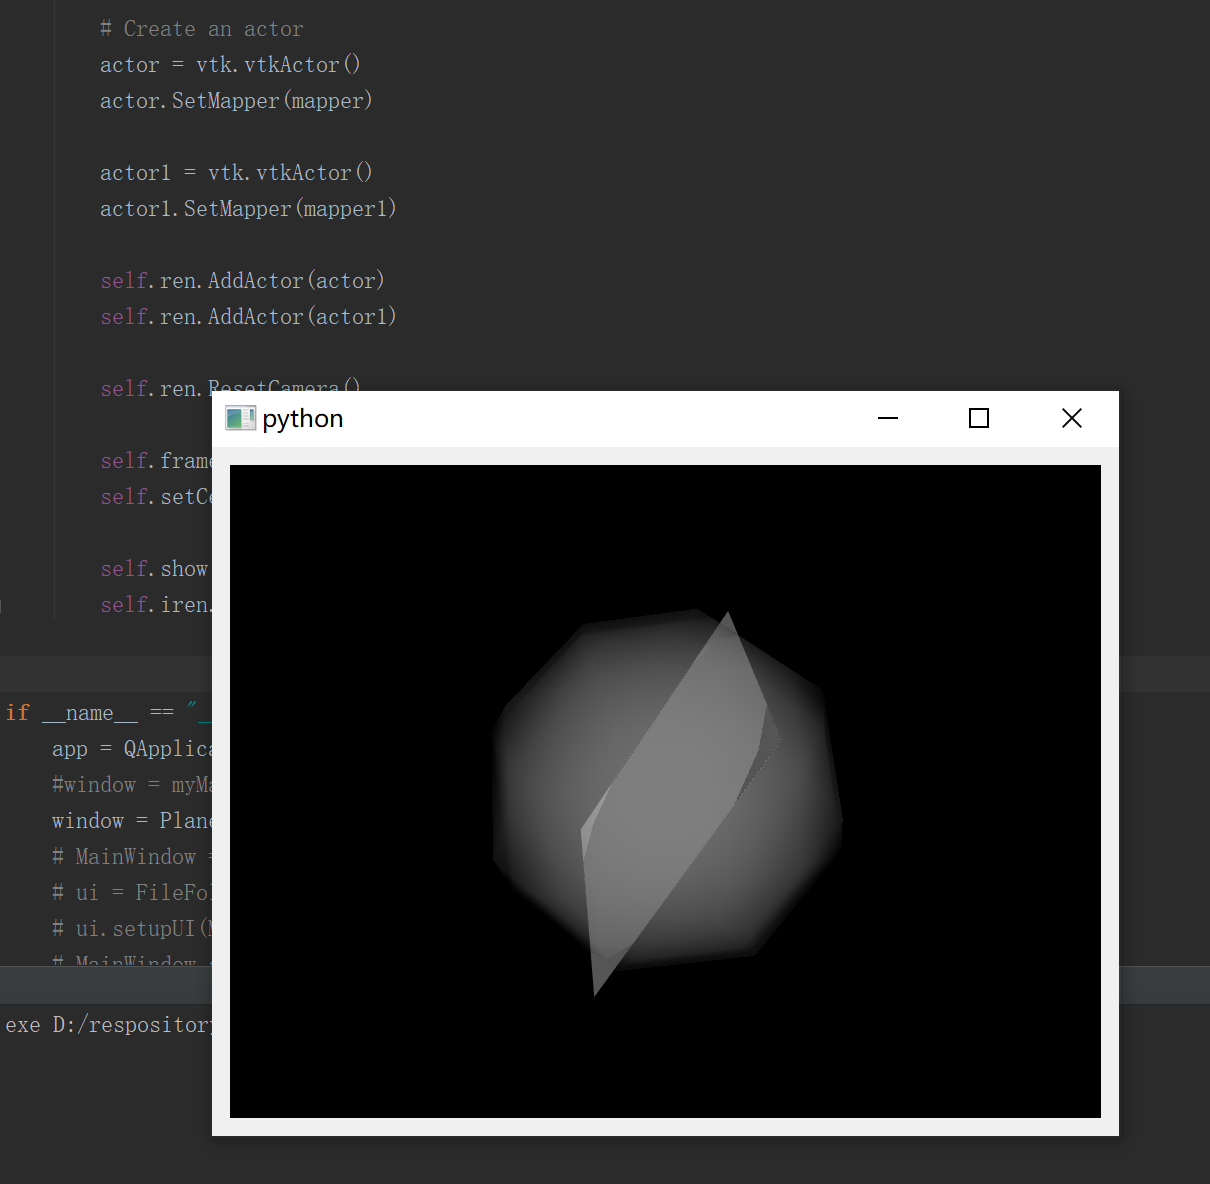 # Create an actor
actor = vtk.vtkActor()
actor.SetMapper(mapper)
actor1 = vtk.vtkActor()
actor1.SetMapper(mapper1)
self.ren.AddActor(actor)
self.ren.AddActor(actor1)
self.ren.ResetCamera()
python
self.frame
self.setCe
self.show
self.iren.
if __name__ == "__
app = QApplica
#window = myMa
window = Plane
# MainWindow =
# ui = FileFol
# ui.setupUI(M
# MainWindow.
exe D:/respository